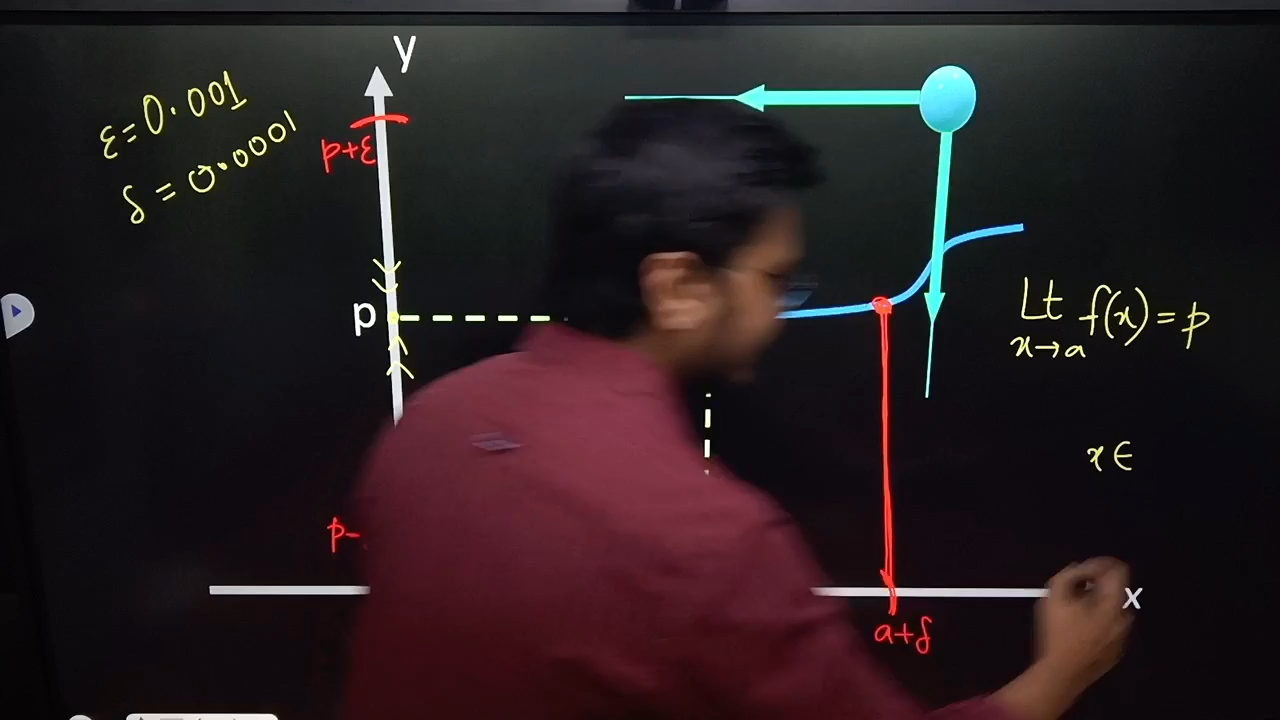 y
ε=0.001
δ=0.0001
p+ε
p
Lt f(x)=p
x→a
x∈
p-
x
a+δ